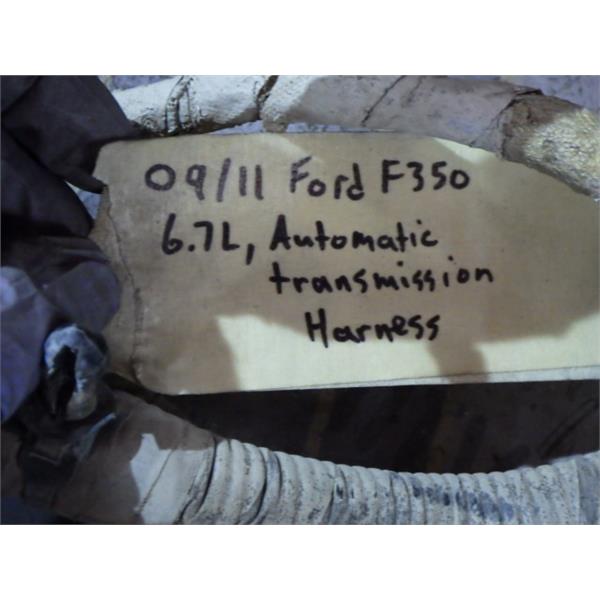 09/11 Ford F350
6.7L, Automatic
transmission
Harness